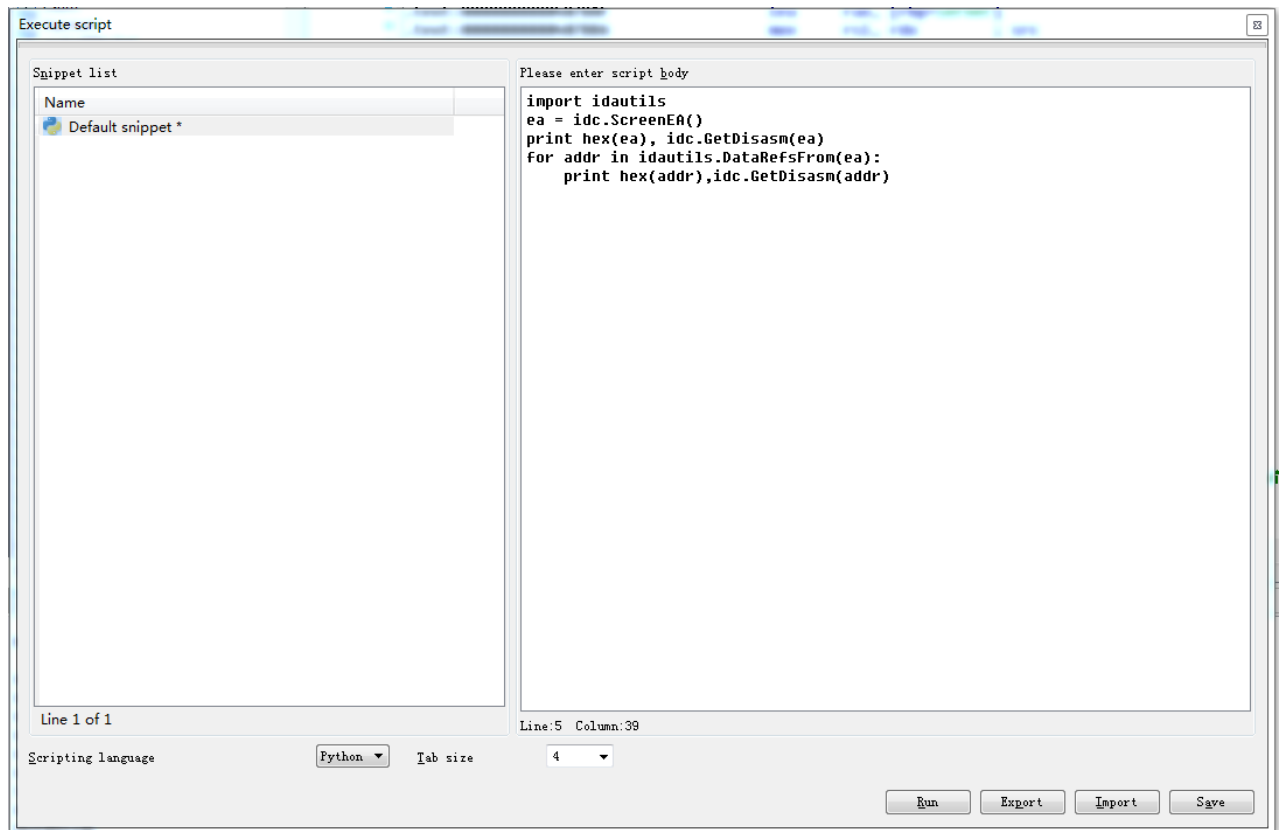 Execute script
Snippet list
Name
Default snippet *
Line 1 of 1
Please enter script body
import idautils
ea = idc.ScreenEA()
print hex(ea), idc.GetDisasm(ea)
for addr in idautils.DataRefsFrom(ea):
    print hex(addr),idc.GetDisasm(addr)
Line:5 Column:39
Scripting language Python Tab size 4
Run Export Import Save